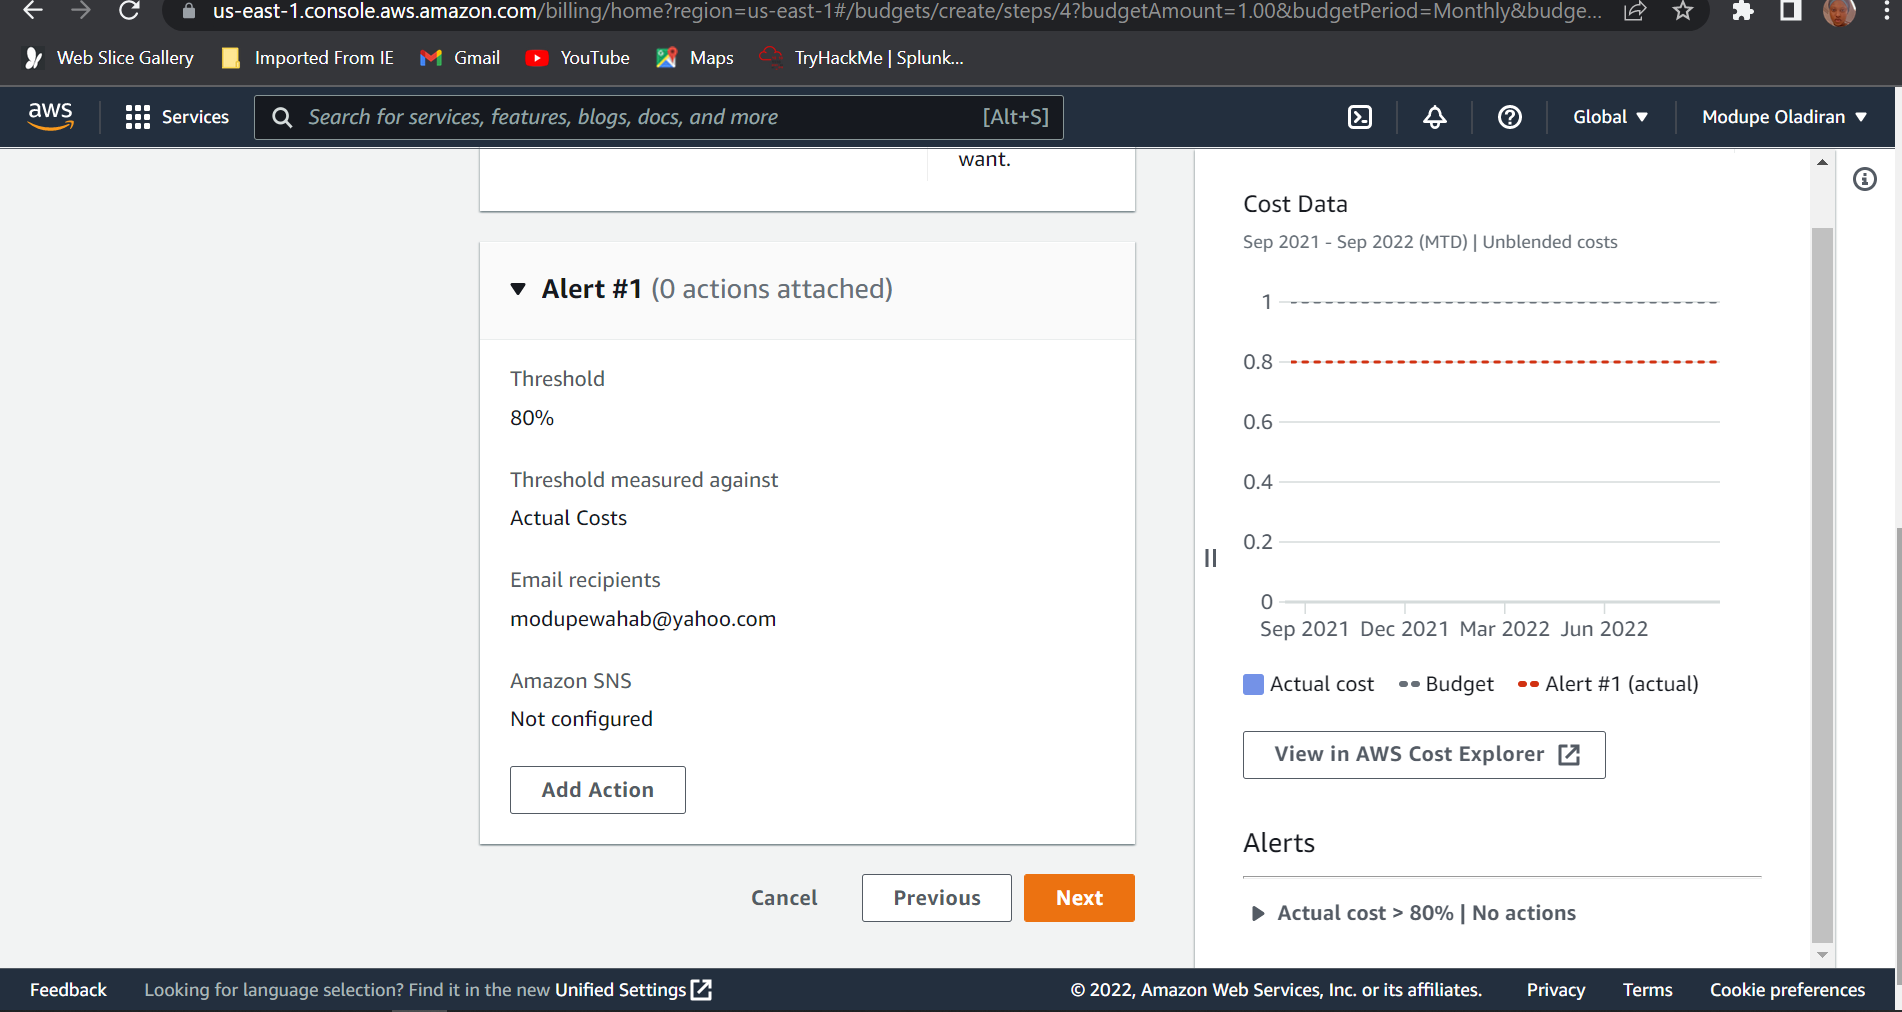 us-east-1.console.aws.amazon.com/billing/home?region=us-east-1#/budgets/create/steps/4?budgetAmount=1.00&budgetPeriod=Monthly&budge...
Web Slice Gallery
Imported From IE
Gmail
YouTube
Maps
TryHackMe | Splunk...
aws
Services
Search for services, features, blogs, docs, and more
[Alt+S]
Global
Modupe Oladiran
want.
Alert #1 (0 actions attached)
Threshold
80%
Threshold measured against
Actual Costs
Email recipients
modupewahab@yahoo.com
Amazon SNS
Not configured
Add Action
Cancel
Previous
Next
Cost Data
Sep 2021 - Sep 2022 (MTD) | Unblended costs
1
0.8
0.6
0.4
0.2
0
Sep 2021 Dec 2021 Mar 2022 Jun 2022
Actual cost
Budget
Alert #1 (actual)
View in AWS Cost Explorer
Alerts
Actual cost > 80% | No actions
Feedback
Looking for language selection? Find it in the new Unified Settings
© 2022, Amazon Web Services, Inc. or its affiliates.
Privacy
Terms
Cookie preferences